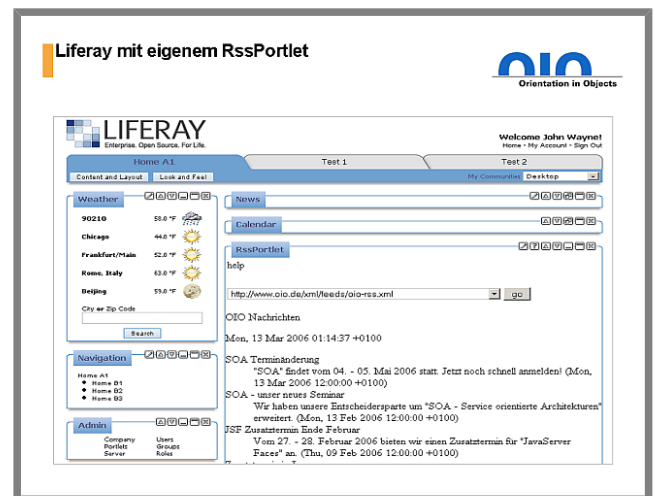 Liferay mit eigenem RssPortlet
OIO
Orientation in Objects
LIFERAY
Enterprise. Open Source. For Life.
Welcome John Wayne!
Home - My Account - Sign Out
Home A1
Test 1
Test 2
Content and Layout
Look and Feel
My Communities
Desktop
Weather
90210 58.0 °F
Chicago 44.0 °F
Frankfurt/Main 52.0 °F
Rome, Italy 63.0 °F
Beijing 59.0 °F
City or Zip Code
Search
Navigation
Home A1
Home B1
Home B2
Home B3
Admin
Company Users
Portlets Groups
Server Roles
News
Calendar
RssPortlet
help
http://www.oio.de/xml/feeds/oio-rss.xml
go
OIO Nachrichten
Mon, 13 Mar 2006 01:14:37 +0100
SOA Terminänderung
"SOA" findet vom 04. - 05. Mai 2006 statt. Jetzt noch schnell anmelden! (Mon,
13 Mar 2006 12:00:00 +0100)
SOA - unser neues Seminar
Wir haben unsere Entscheidersparte um "SOA - Service orientierte Architekturen"
erweitert. (Mon, 13 Feb 2006 12:00:00 +0100)
JSF Zusatztermin Ende Februar
Vom 27. - 28. Februar 2006 bieten wir einen Zusatztermin für "JavaServer
Faces" an. (Thu, 09 Feb 2006 12:00:00 +0100)